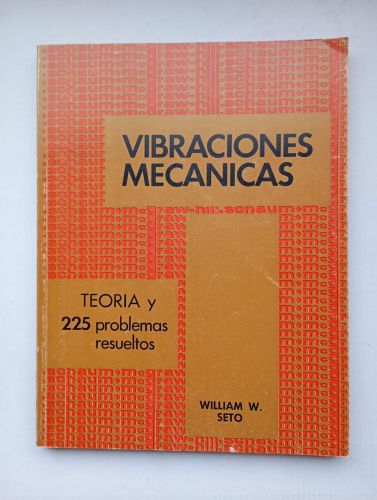 VIBRACIONES
MECANICAS
TEORIA y
225 problemas
resueltos
WILLIAM W.
SETO